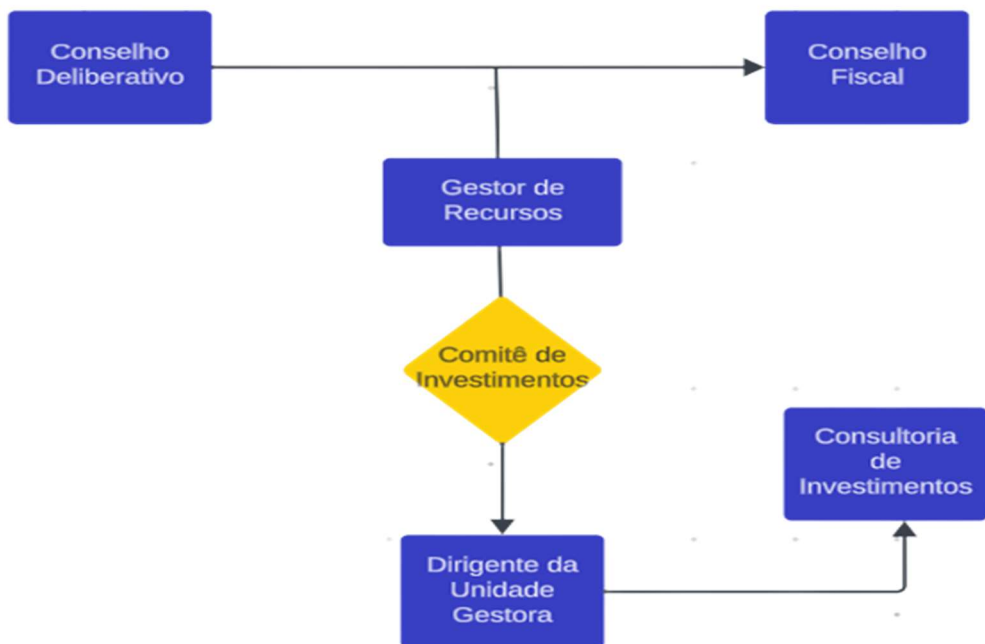 Conselho
Deliberativo
Conselho
Fiscal
Gestor de
Recursos
Comitê de
Investimentos
Consultoria
de
Investimentos
Dirigente da
Unidade
Gestora